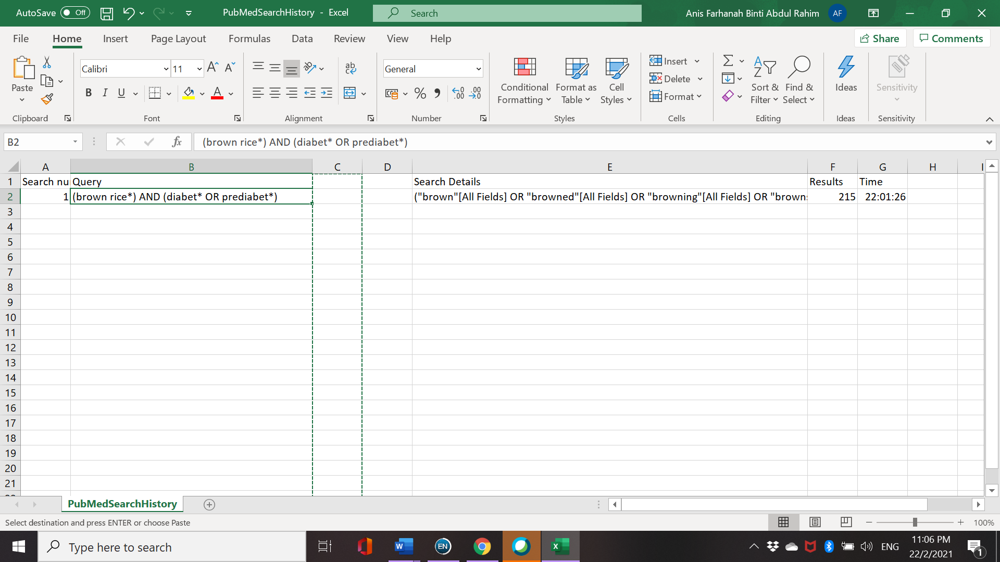 AutoSave Off PubMedSearchHistory - Excel Search Anis Farhanah Binti Abdul Rahim AF
File Home Insert Page Layout Formulas Data Review View Help Share Comments
Paste Calibri 11 General Conditional Formatting Format as Table Cell Styles Insert Delete Format Sort & Filter Find & Select Ideas Sensitivity
Clipboard Font Alignment Number Styles Cells Editing Ideas Sensitivity
B2 fx (brown rice*) AND (diabet* OR prediabet*)
A B C D E F G H I
1 Search nu Query Search Details Results Time
2 1 (brown rice*) AND (diabet* OR prediabet*) ("brown"[All Fields] OR "browned"[All Fields] OR "browning"[All Fields] OR "brown 215 22:01:26
3
4
5
6
7
8
9
10
11
12
13
14
15
16
17
18
19
20
21
PubMedSearchHistory
Select destination and press ENTER or choose Paste 100%
Type here to search EN ENG 11:06 PM
22/2/2021 1